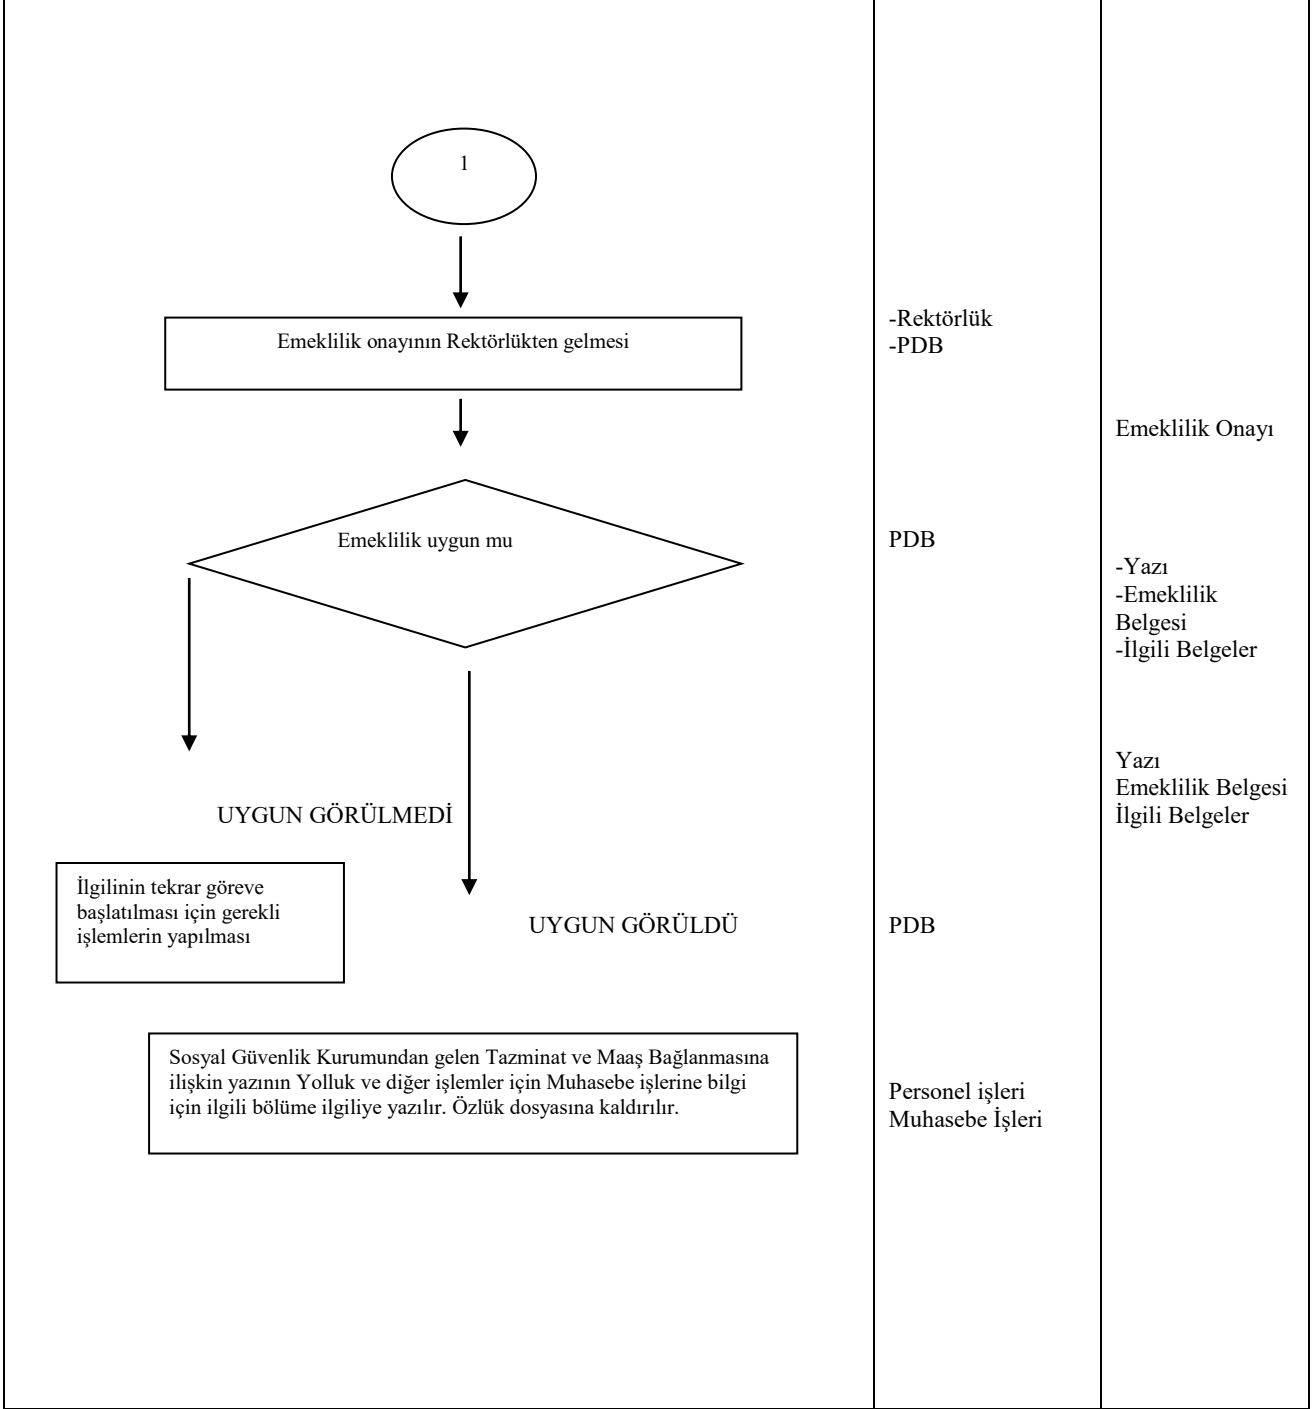 1
Emeklilik onayının Rektörlükten gelmesi
-Rektörlük
-PDB
Emeklilik Onayı
Emeklilik uygun mu
PDB
-Yazı
-Emeklilik
Belgesi
-İlgili Belgeler
Yazı
Emeklilik Belgesi
İlgili Belgeler
UYGUN GÖRÜLMEDİ
İlgilinin tekrar göreve
başlatılması için gerekli
işlemlerin yapılması
UYGUN GÖRÜLDÜ
PDB
Sosyal Güvenlik Kurumundan gelen Tazminat ve Maaş Bağlanmasına
ilişkin yazının Yolluk ve diğer işlemler için Muhasebe işlerine bilgi
için ilgili bölüme ilgiliye yazılır. Özlük dosyasına kaldırılır.
Personel işleri
Muhasebe İşleri